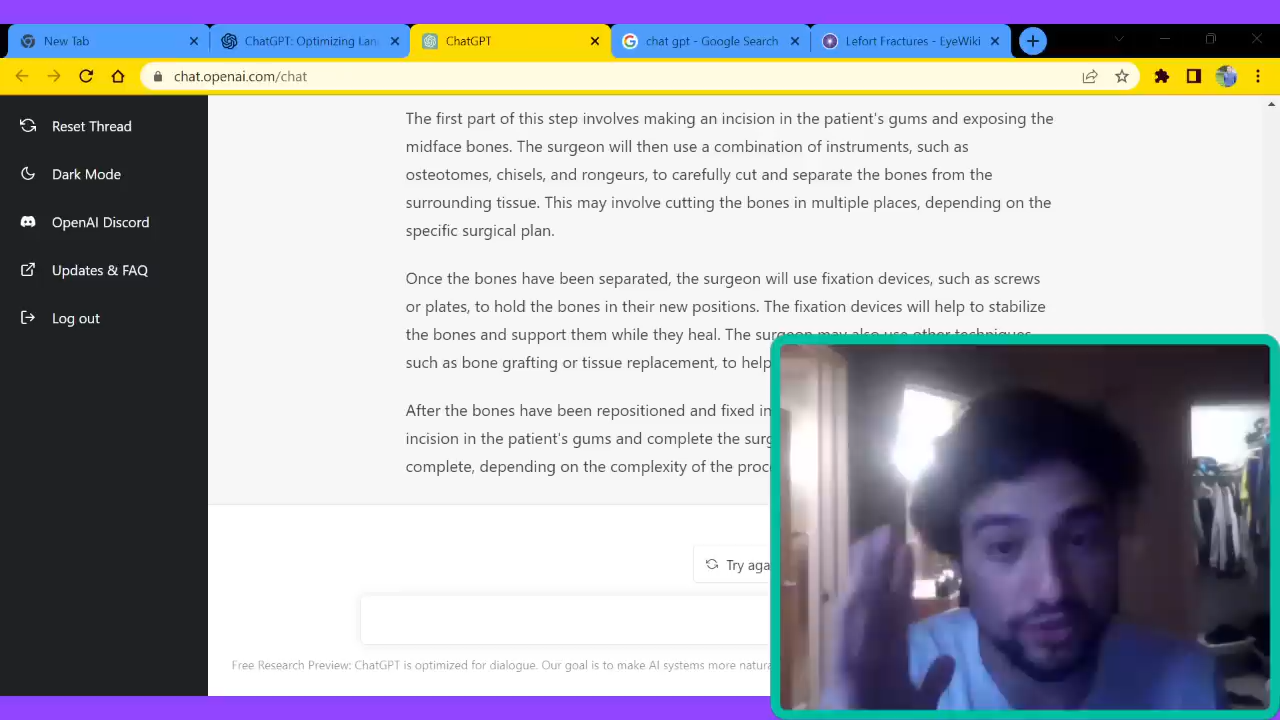 New Tab
ChatGPT: Optimizing Lan
ChatGPT
chat gpt - Google Search
Lefort Fractures - EyeWiki
chat.openai.com/chat
Reset Thread
Dark Mode
OpenAI Discord
Updates & FAQ
Log out
The first part of this step involves making an incision in the patient's gums and exposing the
midface bones. The surgeon will then use a combination of instruments, such as
osteotomes, chisels, and rongeurs, to carefully cut and separate the bones from the
surrounding tissue. This may involve cutting the bones in multiple places, depending on the
specific surgical plan.
Once the bones have been separated, the surgeon will use fixation devices, such as screws
or plates, to hold the bones in their new positions. The fixation devices will help to stabilize
the bones and support them while they heal. The surgeon may also use other techniques,
such as bone grafting or tissue replacement, to help
After the bones have been repositioned and fixed in
incision in the patient's gums and complete the surg
complete, depending on the complexity of the proce
Try aga
Free Research Preview: ChatGPT is optimized for dialogue. Our goal is to make AI systems more natura